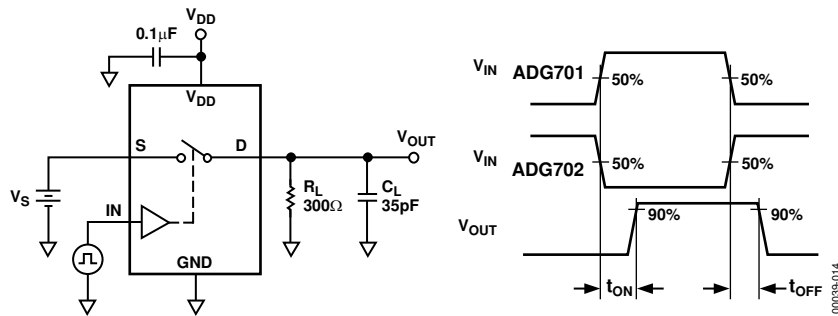 V_DD
0.1μF
V_DD
S
D
V_OUT
V_S
IN
R_L
300Ω
C_L
35pF
GND
V_IN ADG701
50%
50%
V_IN ADG702
50%
50%
V_OUT
90%
90%
t_ON
t_OFF
00039-014